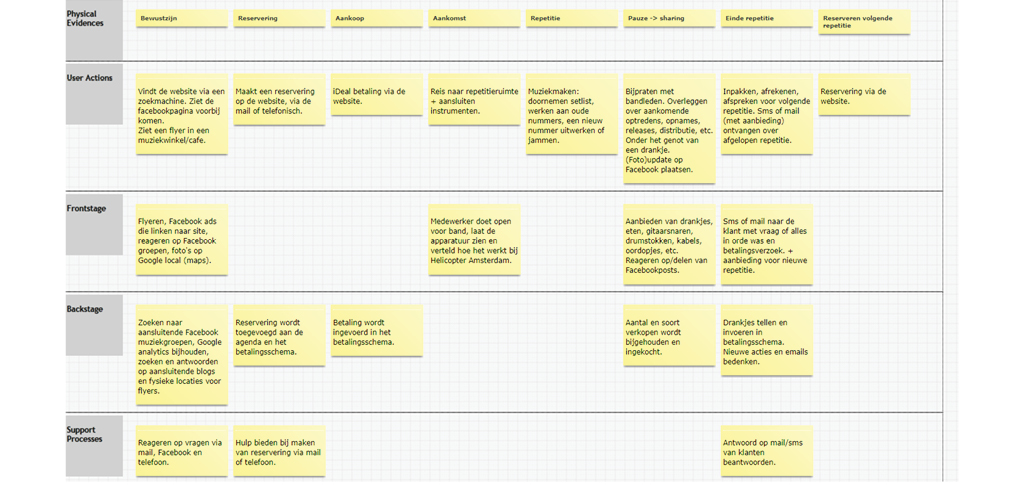 Physical
Evidences
Bewustzijn
Reservering
Aankoop
Aankomst
Repetitie
Pauze -> sharing
Einde repetitie
Reserveren volgende
repetitie
User Actions
Vindt de website via een
zoekmachine. Ziet de
facebookpagina voorbij
komen.
Ziet een flyer in een
muziekwinkel/cafe.
Maakt een reservering
op de website, via de
mail of telefonisch.
iDeal betaling via de
website.
Reis naar repetitieruimte
+ aansluiten
instrumenten.
Muziekmaken:
doornemen setlist,
werken aan oude
nummers, een nieuw
nummer uitwerken of
jammen.
Bijpraten met
bandleden. Overleggen
over aankomende
optredens, opnames,
releases, distributie, etc.
Onder het genot van
een drankje.
(Foto)update op
Facebook plaatsen.
Inpakken, afrekenen,
afspreken voor volgende
repetitie. Sms of mail
(met aanbieding)
ontvangen over
afgelopen repetitie.
Reservering via de
website.
Frontstage
Flyeren, Facebook ads
die linken naar site,
reageren op Facebook
groepen, foto's op
Google local (maps).
Medewerker doet open
voor band, laat de
apparatuur zien en
verteld hoe het werkt bij
Helicopter Amsterdam.
Aanbieden van drankjes,
eten, gitaarsnaren,
drumstokken, kabels,
oordopjes, etc.
Reageren op/delen van
Facebookposts.
Sms of mail naar de
klant met vraag of alles
in orde was en
betalingsverzoek. +
aanbieding voor nieuwe
repetitie.
Backstage
Zoeken naar
aansluitende Facebook
muziekgroepen, Google
analytics bijhouden,
zoeken en antwoorden
op aansluitende blogs
en fysieke locaties voor
flyers.
Reservering wordt
toegevoegd aan de
agenda en het
betalingsschema.
Betaling wordt
ingevoerd in het
betalingsschema.
Aantal en soort
verkopen wordt
bijgehouden en
ingekocht.
Drankjes tellen en
invoeren in
betalingsschema.
Nieuwe acties en emails
bedenken.
Support
Processes
Reageren op vragen via
mail, Facebook en
telefoon.
Hulp bieden bij maken
van reservering via mail
of telefoon.
Antwoord op mail/sms
van klanten
beantwoorden.